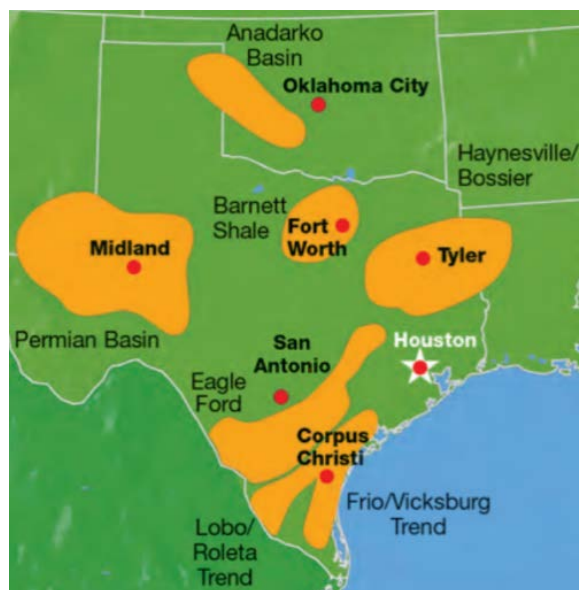 Anadarko
Basin
Oklahoma City
Haynesville/
Bossier
Barnett
Shale
Fort
Worth
Midland
Tyler
Permian Basin
San
Antonio
Houston
Eagle
Ford
Corpus
Christi
Frio/Vicksburg
Trend
Lobo/
Roleta
Trend